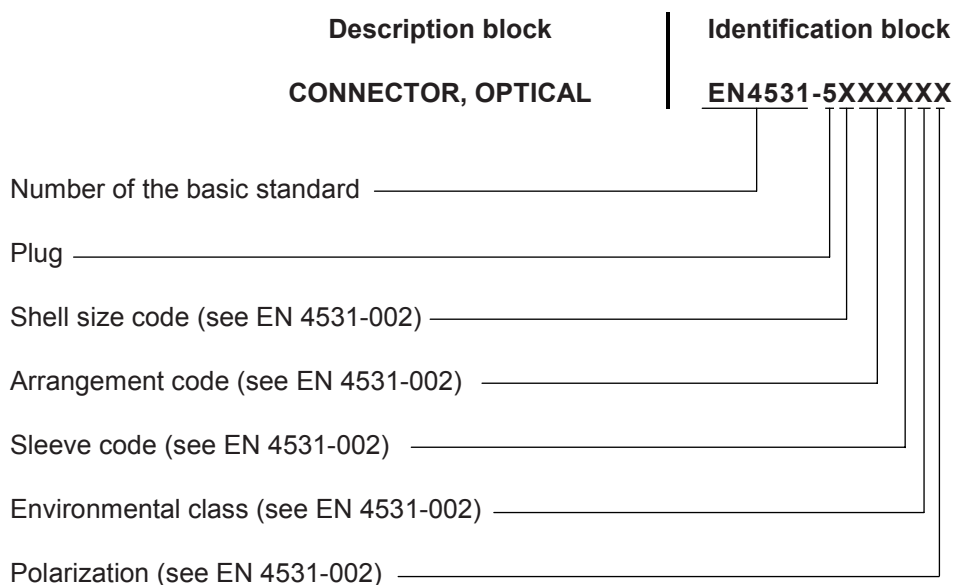 Description block Identification block
CONNECTOR, OPTICAL EN4531-5XXXXXX
Number of the basic standard
Plug
Shell size code (see EN 4531-002)
Arrangement code (see EN 4531-002)
Sleeve code (see EN 4531-002)
Environmental class (see EN 4531-002)
Polarization (see EN 4531-002)